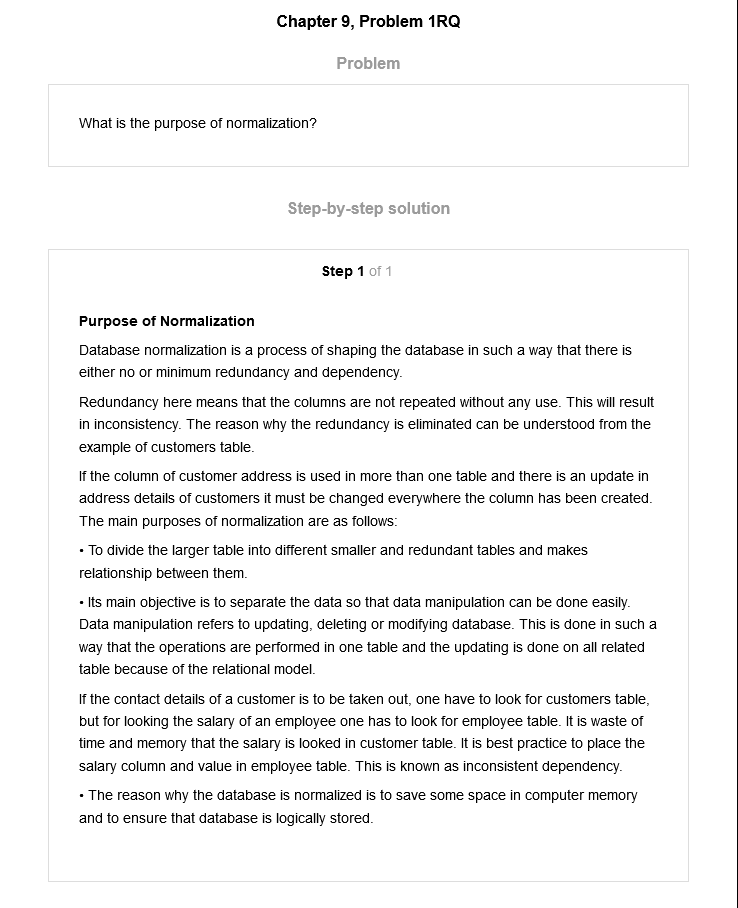 Chapter 9, Problem 1RQ
Problem
What is the purpose of normalization?
Step-by-step solution
Step 1 of 1
Purpose of Normalization
Database normalization is a process of shaping the database in such a way that there is
either no or minimum redundancy and dependency.
Redundancy here means that the columns are not repeated without any use. This will result
in inconsistency. The reason why the redundancy is eliminated can be understood from the
example of customers table.
If the column of customer address is used in more than one table and there is an update in
address details of customers it must be changed everywhere the column has been created.
The main purposes of normalization are as follows:
• To divide the larger table into different smaller and redundant tables and makes
relationship between them.
• Its main objective is to separate the data so that data manipulation can be done easily.
Data manipulation refers to updating, deleting or modifying database. This is done in such a
way that the operations are performed in one table and the updating is done on all related
table because of the relational model.
If the contact details of a customer is to be taken out, one have to look for customers table,
but for looking the salary of an employee one has to look for employee table. It is waste of
time and memory that the salary is looked in customer table. It is best practice to place the
salary column and value in employee table. This is known as inconsistent dependency.
• The reason why the database is normalized is to save some space in computer memory
and to ensure that database is logically stored.